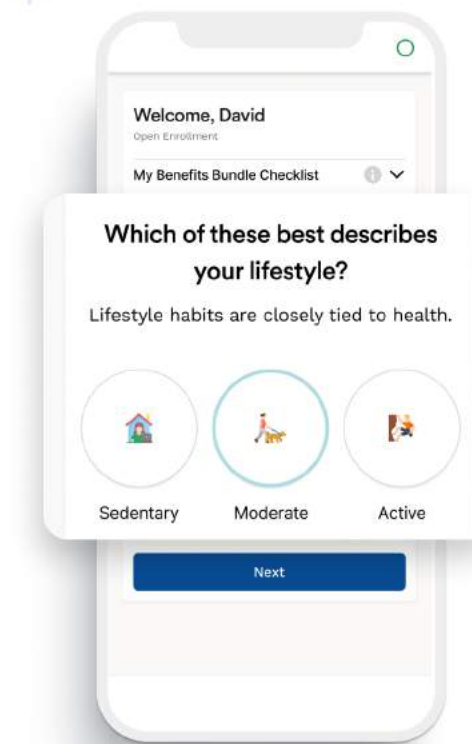 Welcome, David
Open Enrollment
My Benefits Bundle Checklist
Which of these best describes
your lifestyle?
Lifestyle habits are closely tied to health.
Sedentary Moderate Active
Next